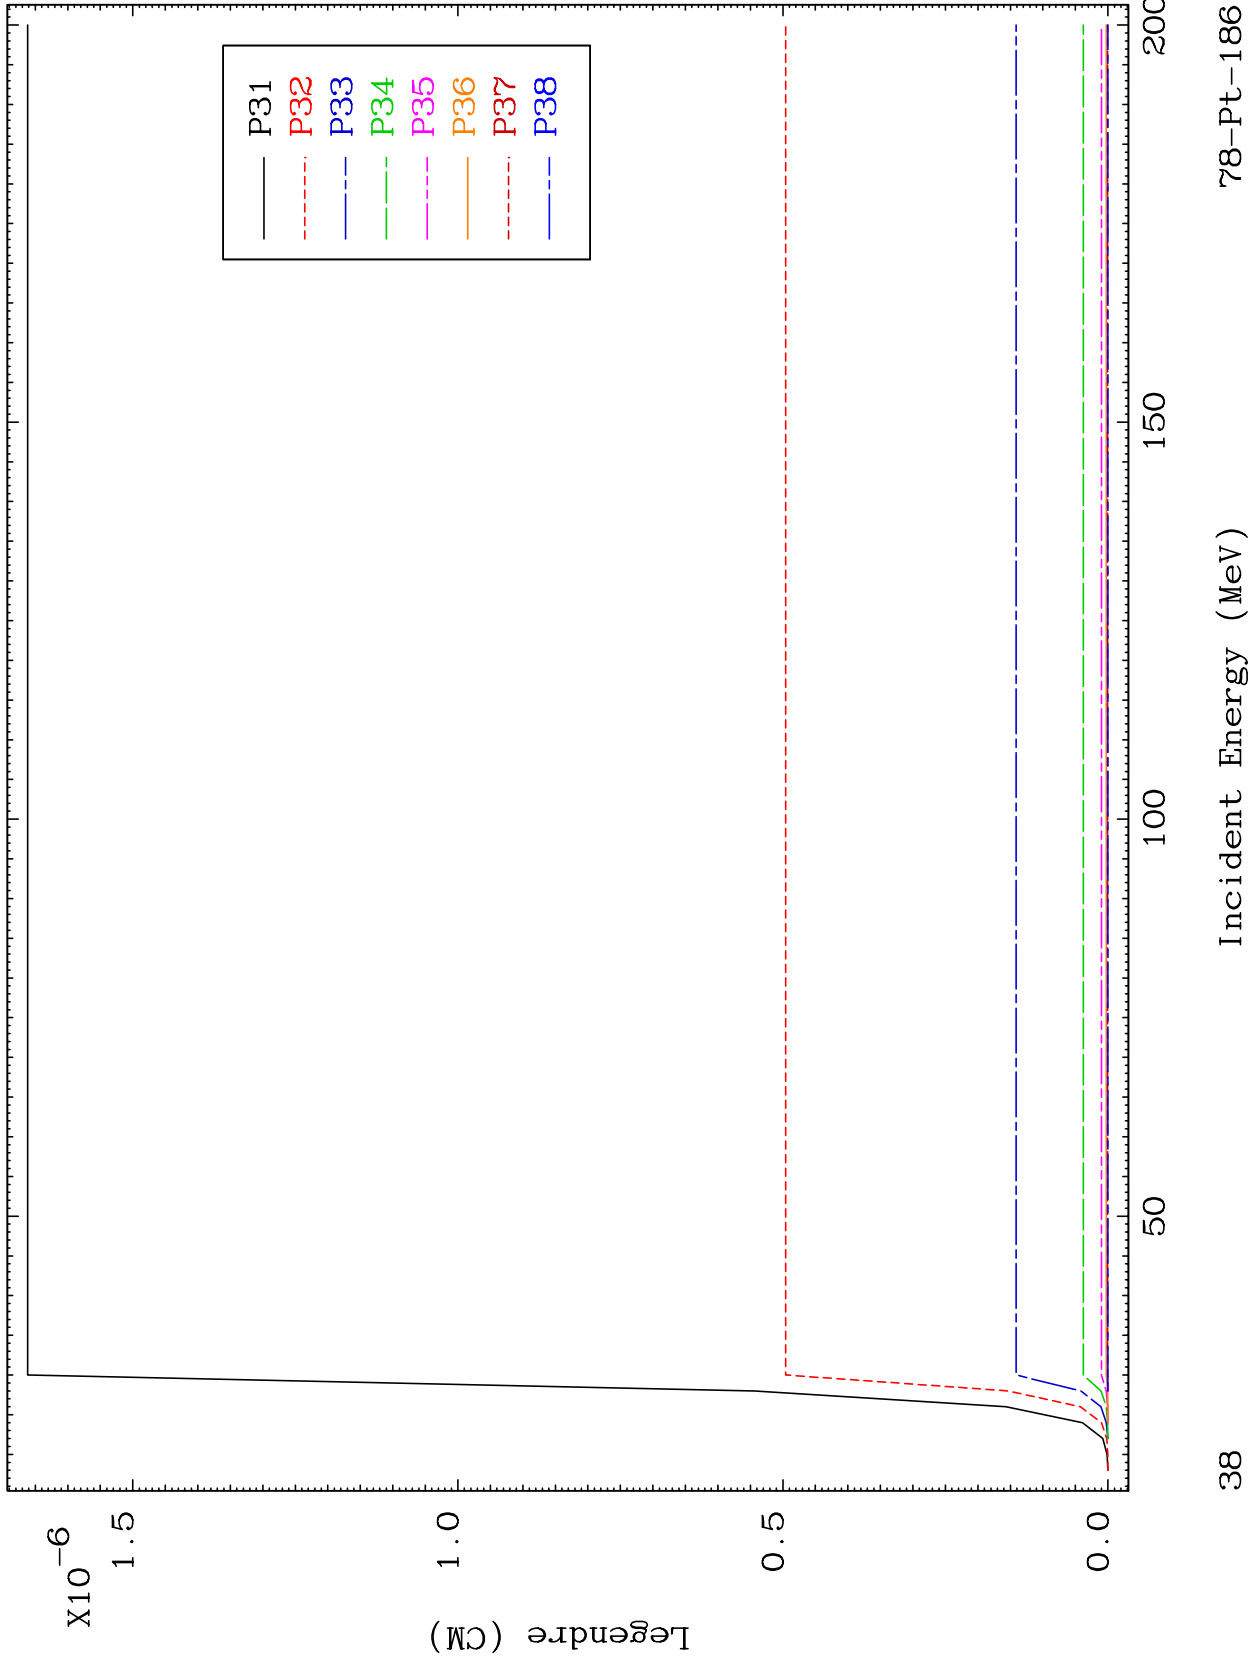 X10⁻⁶
1.5
1.0
0.5
0.0
Legendre (CM)
P31
P32
P33
P34
P35
P36
P37
P38
50
100
150
200
Incident Energy (MeV)
38
78-Pt-186